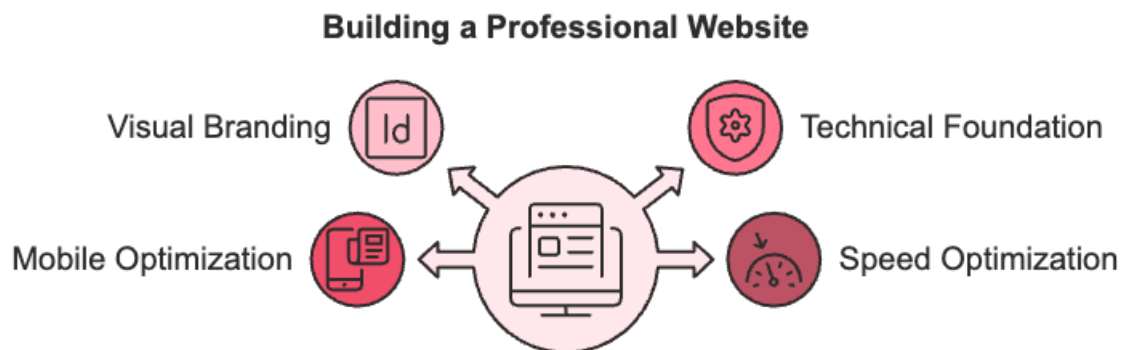 Building a Professional Website
Visual Branding
Id
Technical Foundation
Mobile Optimization
Speed Optimization